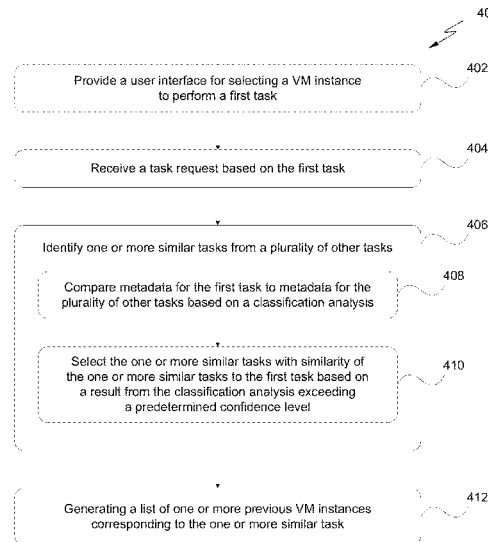 40
402
Provide a user interface for selecting a VM instance
to perform a first task
404
Receive a task request based on the first task
406
Identify one or more similar tasks from a plurality of other tasks
408
Compare metadata for the first task to metadata for the
plurality of other tasks based on a classification analysis
410
Select the one or more similar tasks with similarity of
the one or more similar tasks to the first task based on
a result from the classification analysis exceeding
a predetermined confidence level
412
Generating a list of one or more previous VM instances
corresponding to the one or more similar task